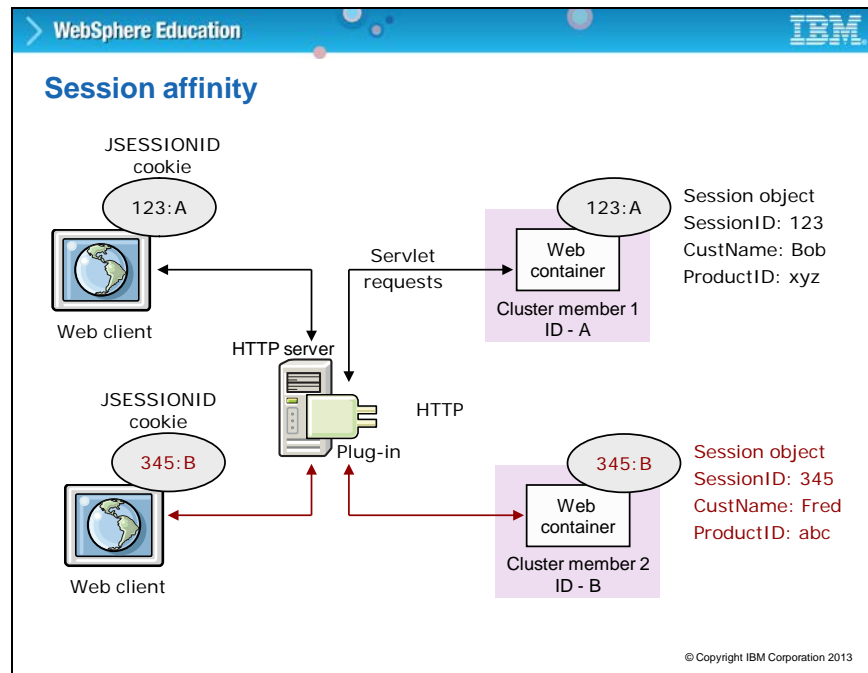 WebSphere Education
IBM
Session affinity
JSESSIONID
cookie
123:A
Web client
Servlet
requests
123:A
Web
container
Cluster member 1
ID - A
Session object
SessionID: 123
CustName: Bob
ProductID: xyz
HTTP server
Plug-in
HTTP
JSESSIONID
cookie
345:B
Web client
345:B
Web
container
Cluster member 2
ID - B
Session object
SessionID: 345
CustName: Fred
ProductID: abc
© Copyright IBM Corporation 2013